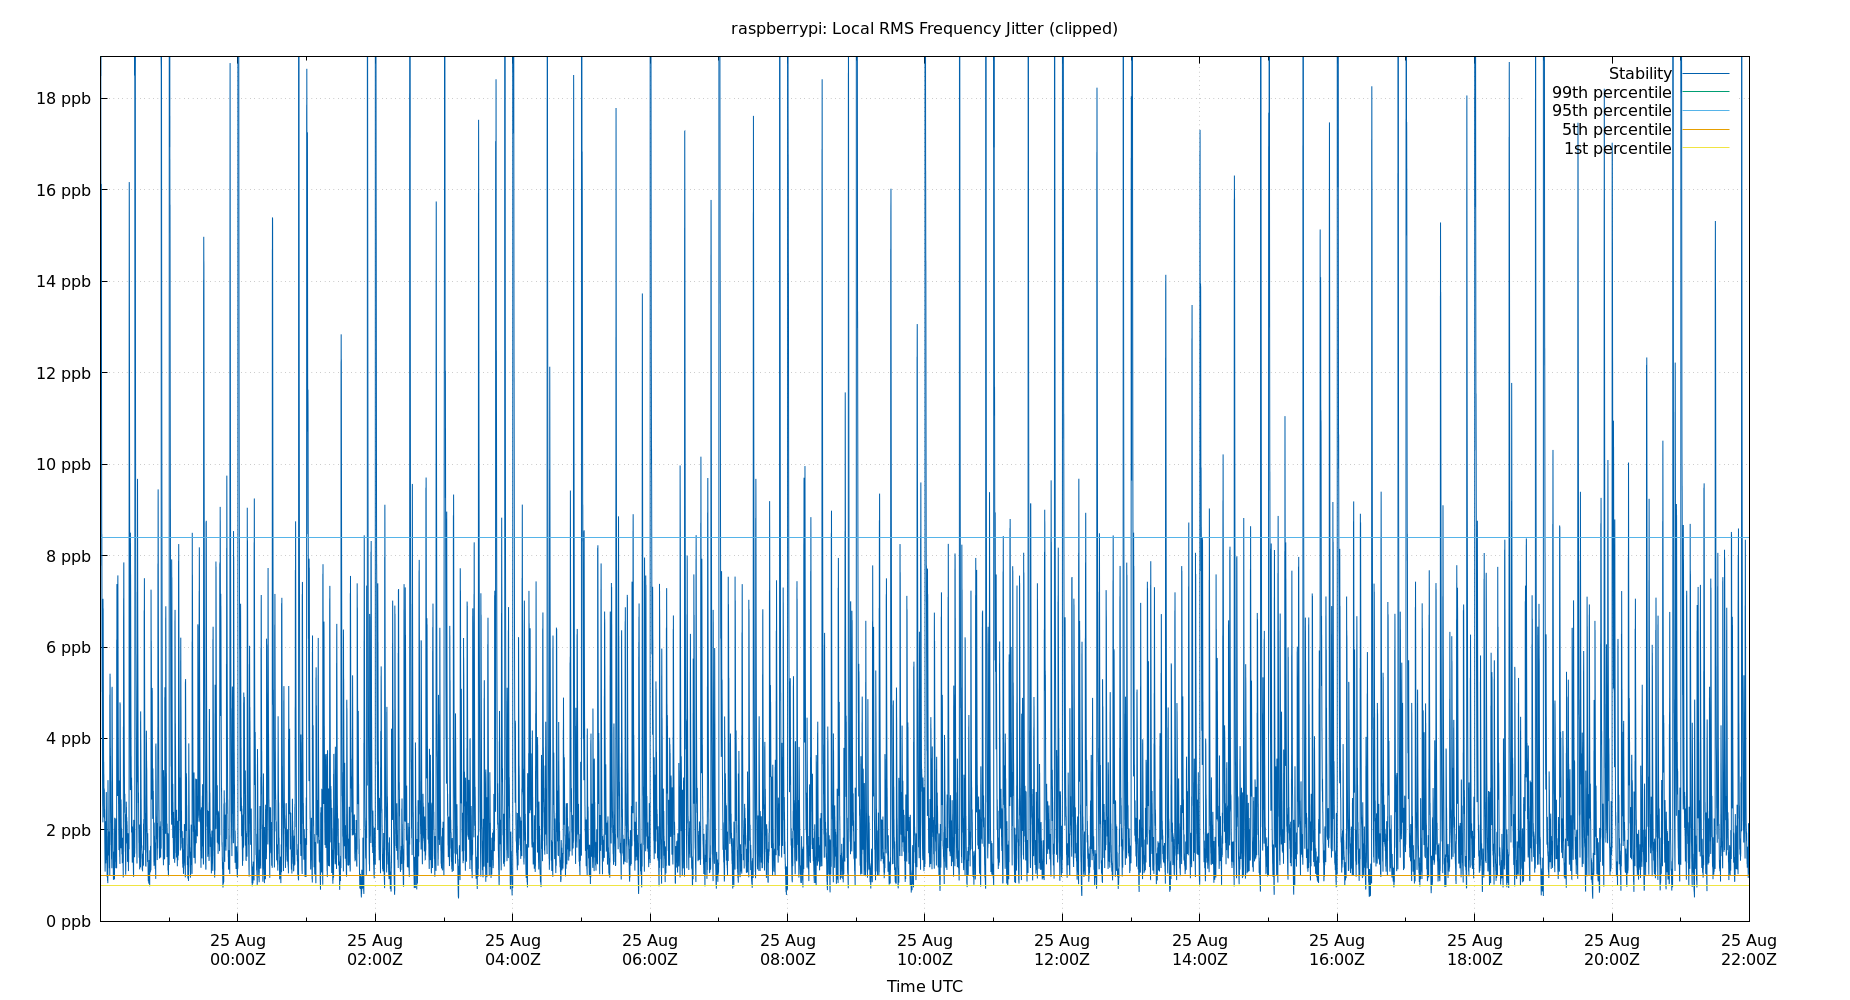 raspberrypi: Local RMS Frequency Jitter (clipped)
Stability
99th percentile
95th percentile
5th percentile
1st percentile
18 ppb
16 ppb
14 ppb
12 ppb
10 ppb
8 ppb
6 ppb
4 ppb
2 ppb
0 ppb
25 Aug 25 Aug 25 Aug 25 Aug 25 Aug 25 Aug 25 Aug 25 Aug 25 Aug 25 Aug 25 Aug 25 Aug
00:00Z 02:00Z 04:00Z 06:00Z 08:00Z 10:00Z 12:00Z 14:00Z 16:00Z 18:00Z 20:00Z 22:00Z
Time UTC